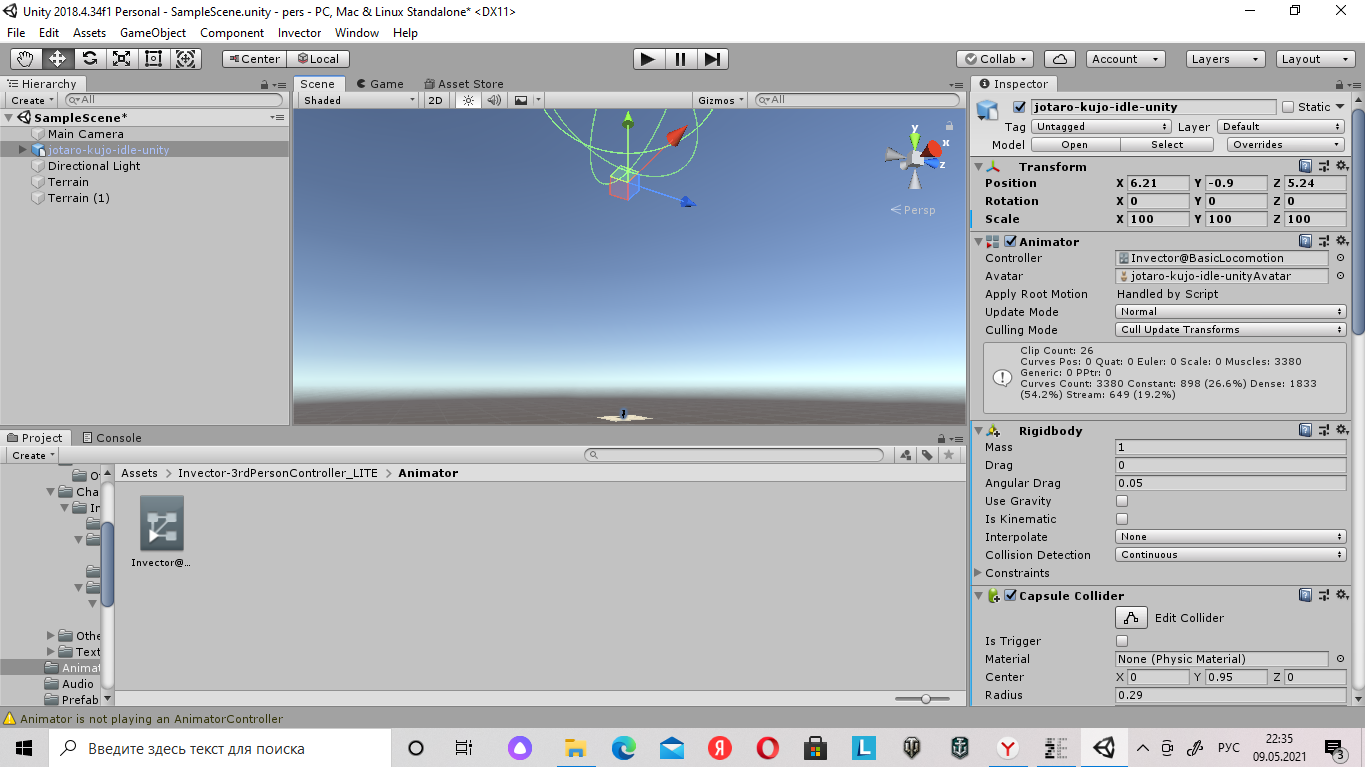 Unity 2018.4.34f1 Personal - SampleScene.unity - pers - PC, Mac & Linux Standalone* <DX11>
File Edit Assets GameObject Component Invector Window Help
Center Local Collab Account Layers Layout
Hierarchy
Create All
SampleScene*
Main Camera
jotaro-kujo-idle-unity
Directional Light
Terrain
Terrain (1)
Scene Game Asset Store
Shaded 2D Gizmos All
y
x
z
Persp
Inspector
jotaro-kujo-idle-unity Static
Tag Untagged Layer Default
Model Open Select Overrides
Transform
Position X 6.21 Y -0.9 Z 5.24
Rotation X 0 Y 0 Z 0
Scale X 100 Y 100 Z 100
Animator
Controller Invector@BasicLocomotion
Avatar jotaro-kujo-idle-unityAvatar
Apply Root Motion Handled by Script
Update Mode Normal
Culling Mode Cull Update Transforms
Clip Count: 26
Curves Pos: 0 Quat: 0 Euler: 0 Scale: 0 Muscles: 3380
Generic: 0 PPtr: 0
Curves Count: 3380 Constant: 898 (26.6%) Dense: 1833
(54.2%) Stream: 649 (19.2%)
Rigidbody
Mass 1
Drag 0
Angular Drag 0.05
Use Gravity
Is Kinematic
Interpolate None
Collision Detection Continuous
Constraints
Capsule Collider
Edit Collider
Is Trigger
Material None (Physic Material)
Center X 0 Y 0.95 Z 0
Radius 0.29
Project Console
Create
Assets > Invector-3rdPersonController_LITE > Animator
Cha
In
Othe
Text
Animat
Audio
Prefab
Invector@...
Animator is not playing an AnimatorController
Введите здесь текст для поиска
РУС
22:35
09.05.2021
3